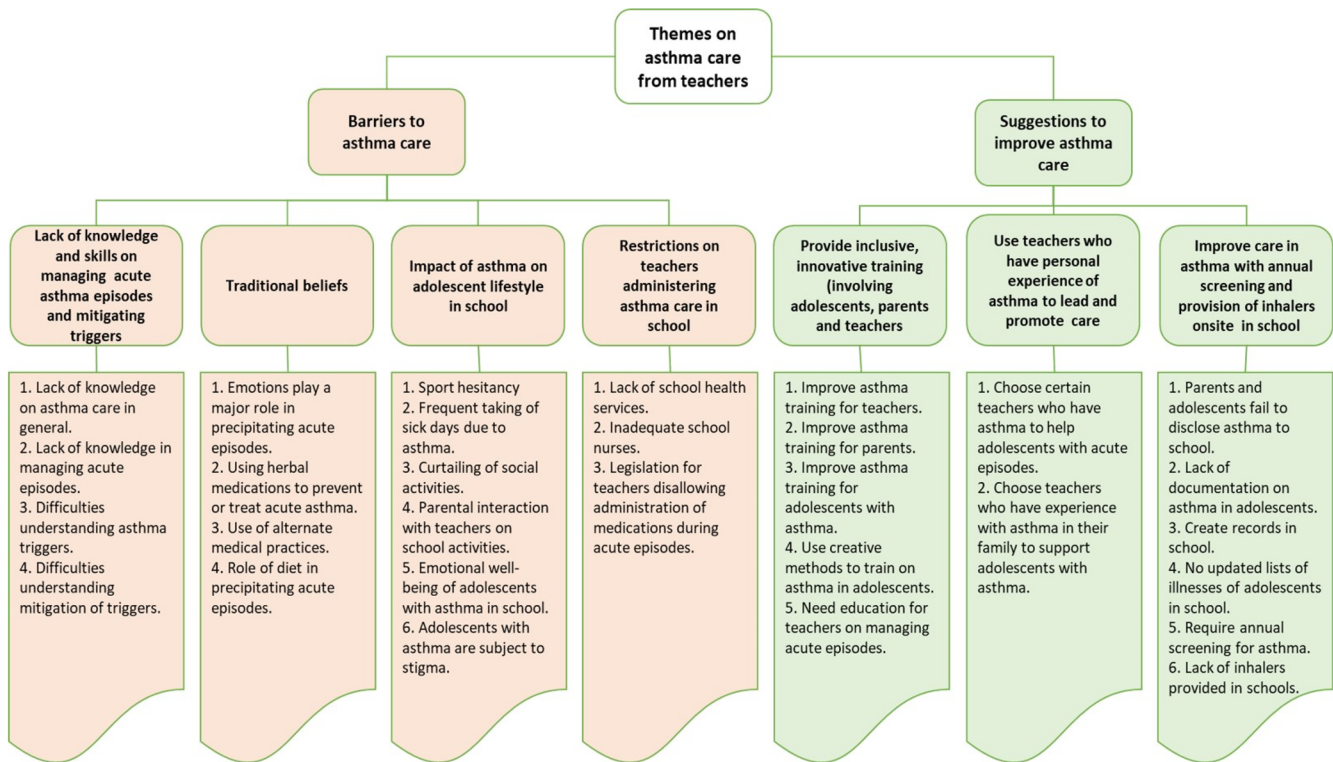 Themes on
asthma care
from teachers
Barriers to
asthma care
Suggestions to
improve asthma
care
Lack of knowledge
and skills on
managing acute
asthma episodes
and mitigating
triggers
Traditional beliefs
Impact of asthma on
adolescent lifestyle
in school
Restrictions on
teachers
administering
asthma care in
school
Provide inclusive,
innovative training
(involving
adolescents, parents
and teachers
Use teachers who
have personal
experience of
asthma to lead and
promote care
Improve care in
asthma with annual
screening and
provision of inhalers
onsite in school
1. Lack of knowledge
on asthma care in
general.
2. Lack of knowledge in
managing acute
episodes.
3. Difficulties
understanding asthma
triggers.
4. Difficulties
understanding
mitigation of triggers.
1. Emotions play a
major role in
precipitating acute
episodes.
2. Using herbal
medications to prevent
or treat acute asthma.
3. Use of alternate
medical practices.
4. Role of diet in
precipitating acute
episodes.
1. Sport hesitancy
2. Frequent taking of
sick days due to
asthma.
3. Curtailing of social
activities.
4. Parental interaction
with teachers on
school activities.
5. Emotional well-
being of adolescents
with asthma in school.
6. Adolescents with
asthma are subject to
stigma.
1. Lack of school health
services.
2. Inadequate school
nurses.
3. Legislation for
teachers disallowing
administration of
medications during
acute episodes.
1. Improve asthma
training for teachers.
2. Improve asthma
training for parents.
3. Improve asthma
training for
adolescents with
asthma.
4. Use creative
methods to train on
asthma in adolescents.
5. Need education for
teachers on managing
acute episodes.
1. Choose certain
teachers who have
asthma to help
adolescents with acute
episodes.
2. Choose teachers
who have experience
with asthma in their
family to support
adolescents with
asthma.
1. Parents and
adolescents fail to
disclose asthma to
school.
2. Lack of
documentation on
asthma in adolescents.
3. Create records in
school.
4. No updated lists of
illnesses of adolescents
in school.
5. Require annual
screening for asthma.
6. Lack of inhalers
provided in schools.